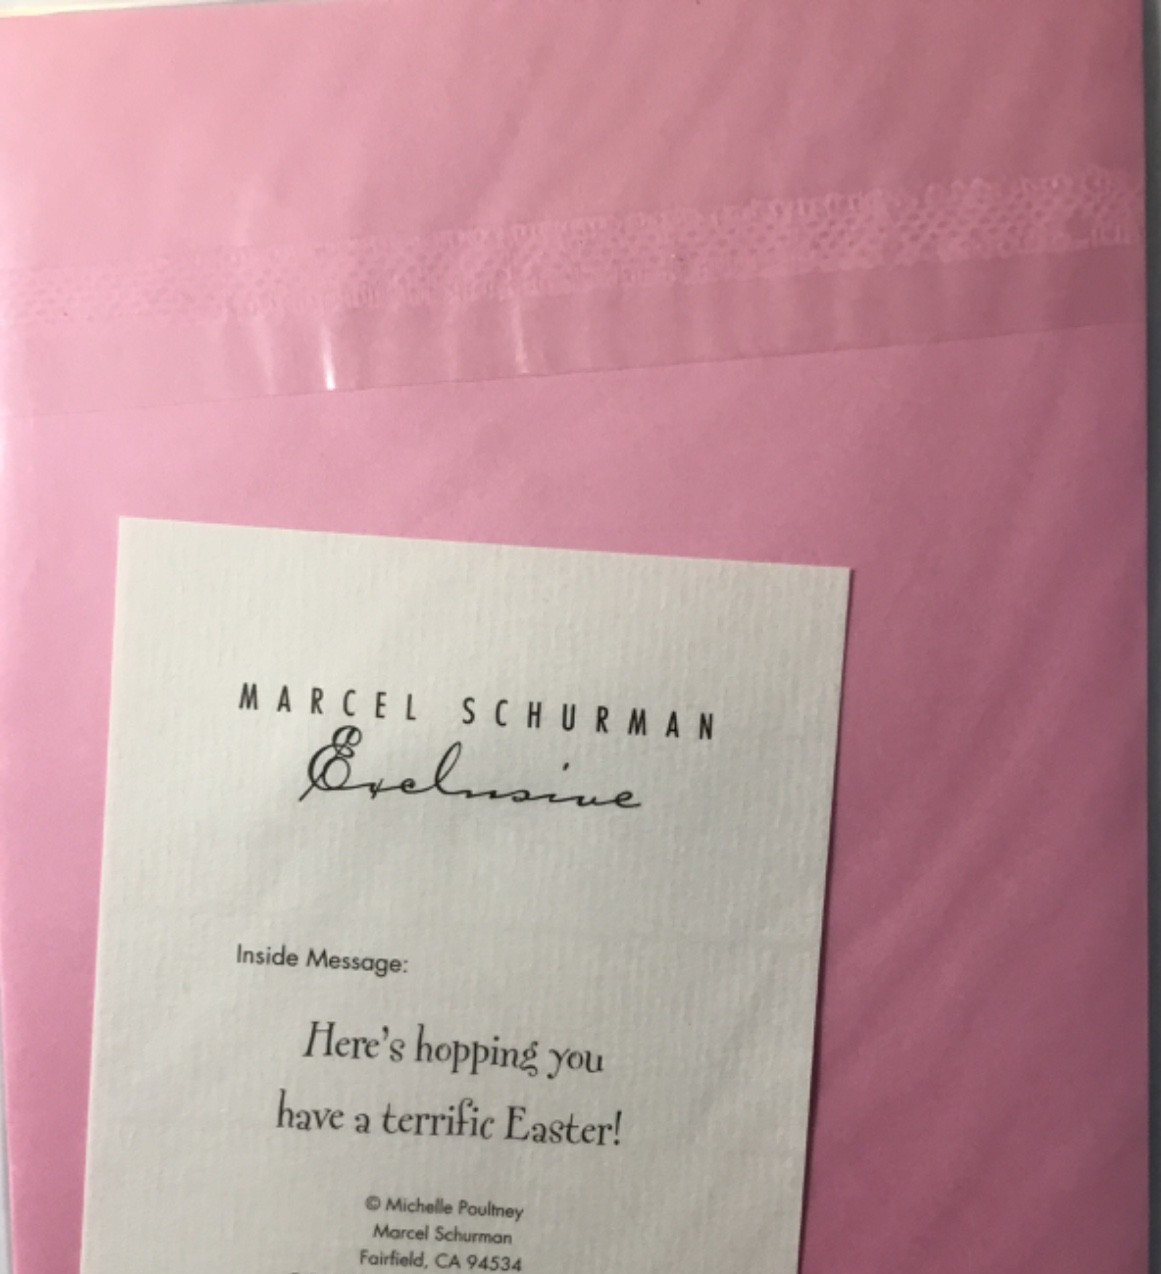 MARCEL SCHURMAN
Exclusive
Inside Message:
Here's hopping you
have a terrific Easter!
© Michelle Poultney
Marcel Schurman
Fairfield, CA 94534